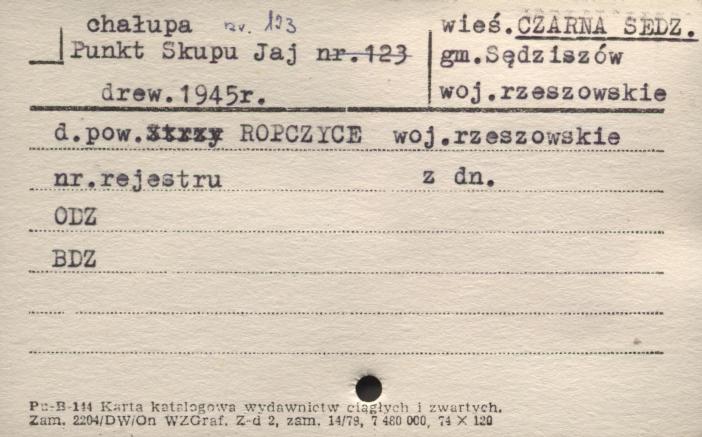 chałupa nr. 123
Punkt Skupu Jaj nr.123
drew.1945r.
wieś.CZARNA SĘDZ.
gm.Sędziszów
woj.rzeszowskie
d.pow.Strzy ROPCZYCE woj.rzeszowskie
nr.rejestru z dn.
ODZ
BDZ
Pu-B-144 Karta katalogowa wydawnictw ciągłych i zwartych.
Zam. 2204/DW/On WZGraf. Z-d 2, zam. 14/79, 7 480 000, 74 × 120